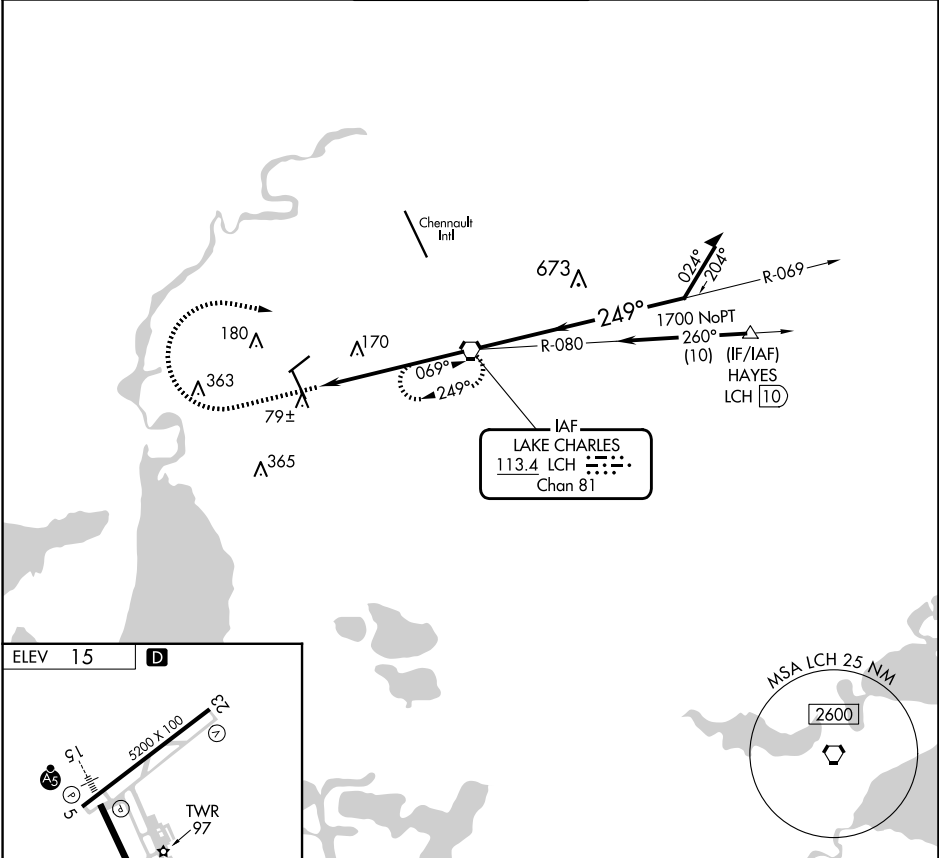 Chennault
Intl
673
024°
204°
R-069
249°
1700 NoPT
180
170
R-080
260°
(10)
(IF/IAF)
HAYES
LCH 10
069°
249°
363
79±
365
IAF
LAKE CHARLES
113.4 LCH
Chan 81
ELEV 15
D
MSA LCH 25 NM
2600
23
5200 X 100
V
15
A5
P
P
5
TWR
97